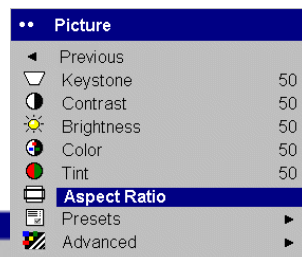 Picture
Previous
Keystone 50
Contrast 50
Brightness 50
Color 50
Tint 50
Aspect Ratio
Presets
Advanced